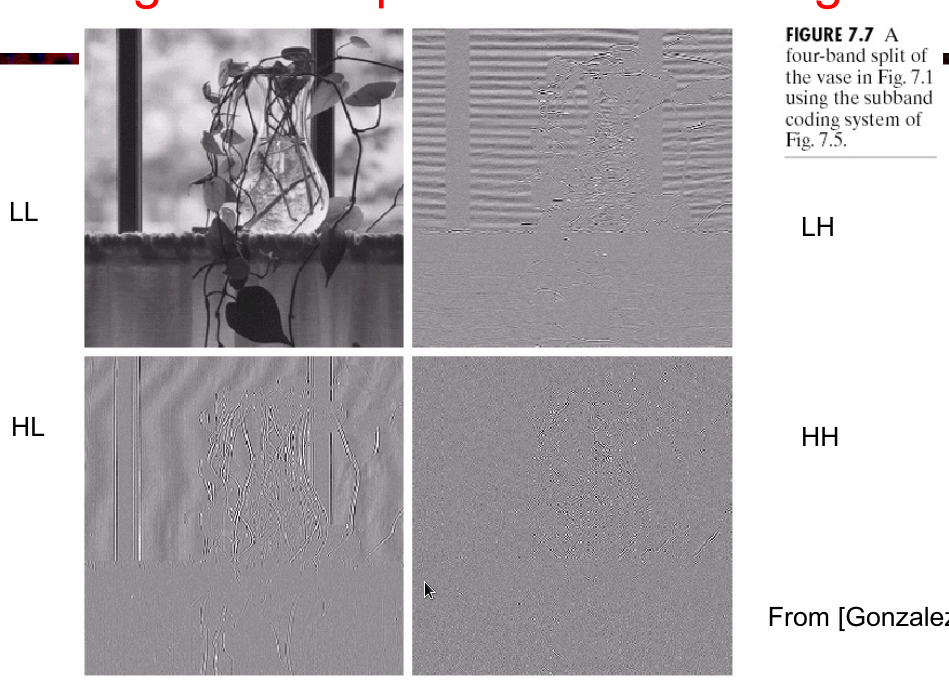 FIGURE 7.7 A
four-band split of
the vase in Fig. 7.1
using the subband
coding system of
Fig. 7.5.
LL
LH
HL
HH
From [Gonzalez